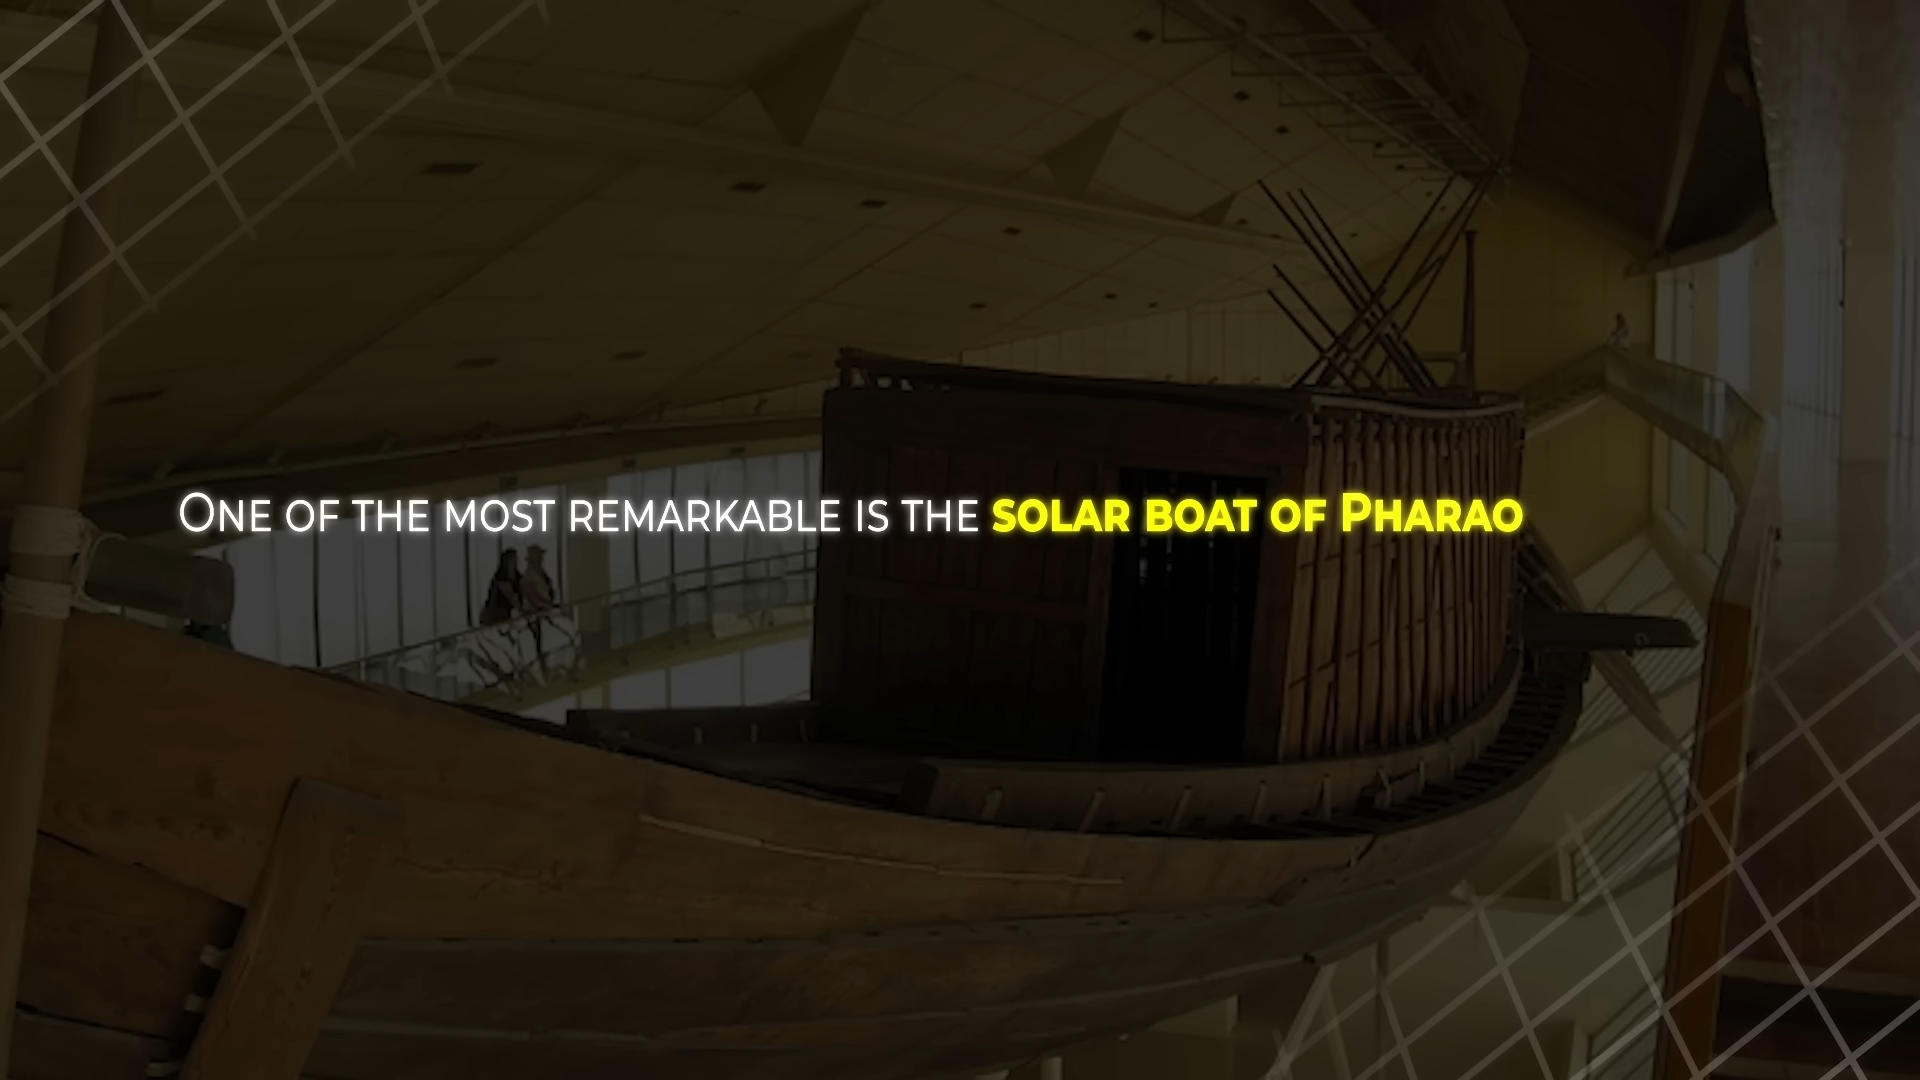 One of the most remarkable is the solar boat of Pharao